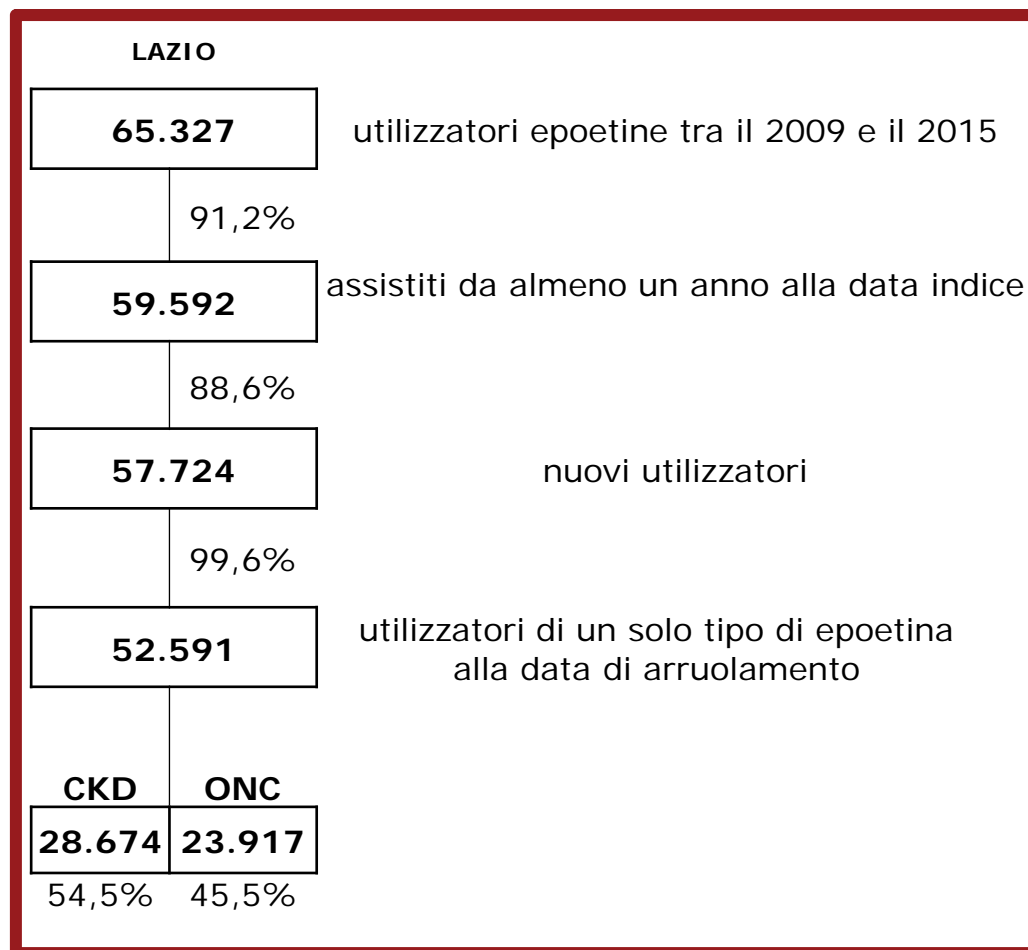 LAZIO
65.327
utilizzatori epoetine tra il 2009 e il 2015
91,2%
59.592
assistiti da almeno un anno alla data indice
88,6%
57.724
nuovi utilizzatori
99,6%
52.591
utilizzatori di un solo tipo di epoetina
alla data di arruolamento
CKD ONC
28.674 23.917
54,5% 45,5%